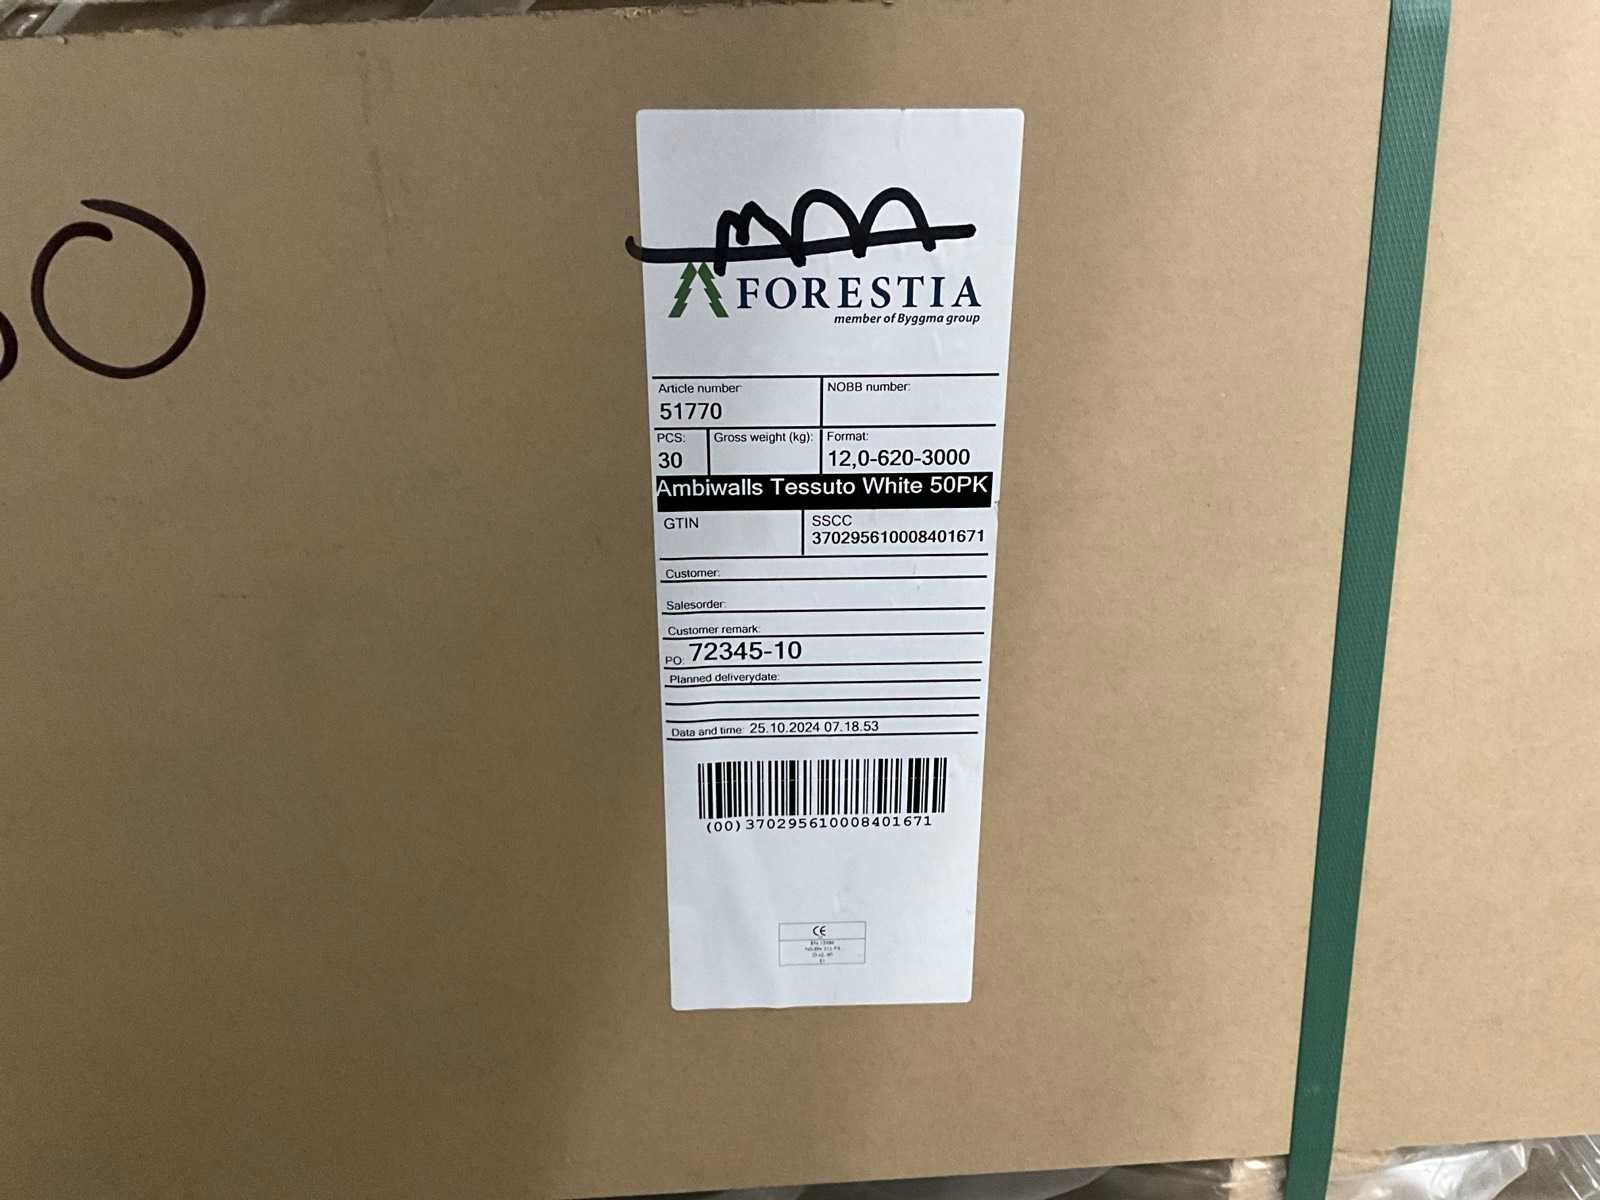 0
FORESTIA
member of Byggma group
Article number: NOBB number:
51770
PCS: Gross weight (kg): Format:
30 12,0-620-3000
Ambiwalls Tessuto White 50PK
GTIN SSCC
370295610008401671
Customer:
Salesorder:
Customer remark:
PO: 72345-10
Planned deliverydate:
Data and time: 25.10.2024 07.18.53
(00)370295610008401671
CE